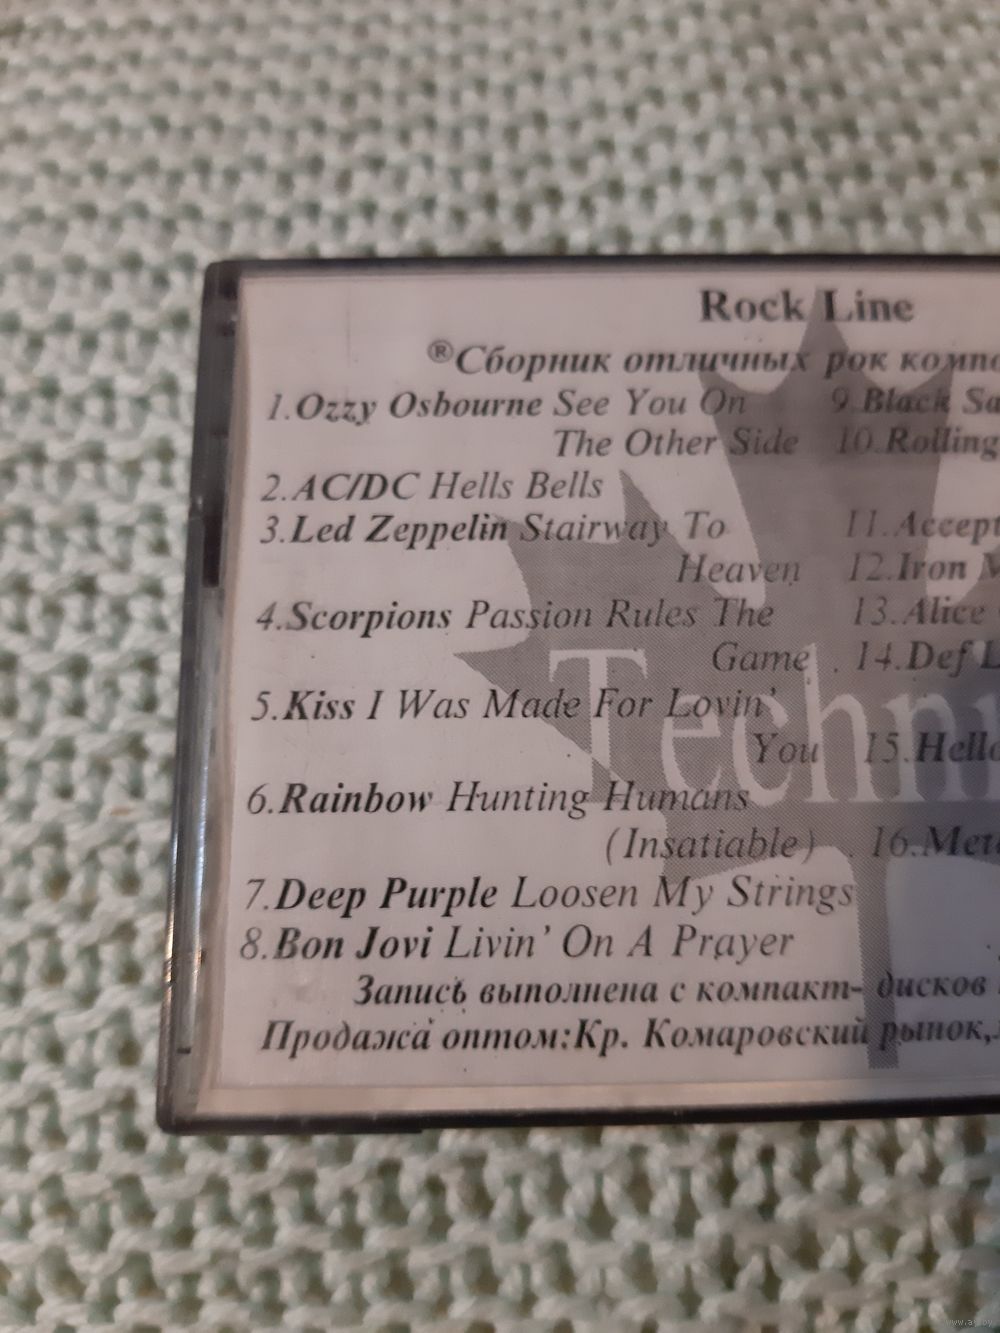 Rock Line
®Сборник отличных рок
1.Ozzy Osbourne See You On
The Other Side
2.AC/DC Hells Bells
3.Led Zeppelin Stairway To
Heaven
4.Scorpions Passion Rules The
Game .
5.Kiss I Was Made For Lovin'
You
6.Rainbow Hunting Humans
(Insatiable) .
7.Deep Purple Loosen My Strings
8.Bon Jovi Livin' On A Prayer
9.Black
10.Rolling
11.Accept
12.Iron
13.Alice
14.Def
15.
16.
Techni
Запись выполнена с компакт- дисков
Продажа оптом:Кр. Комаровский рынок,
www.ay.by